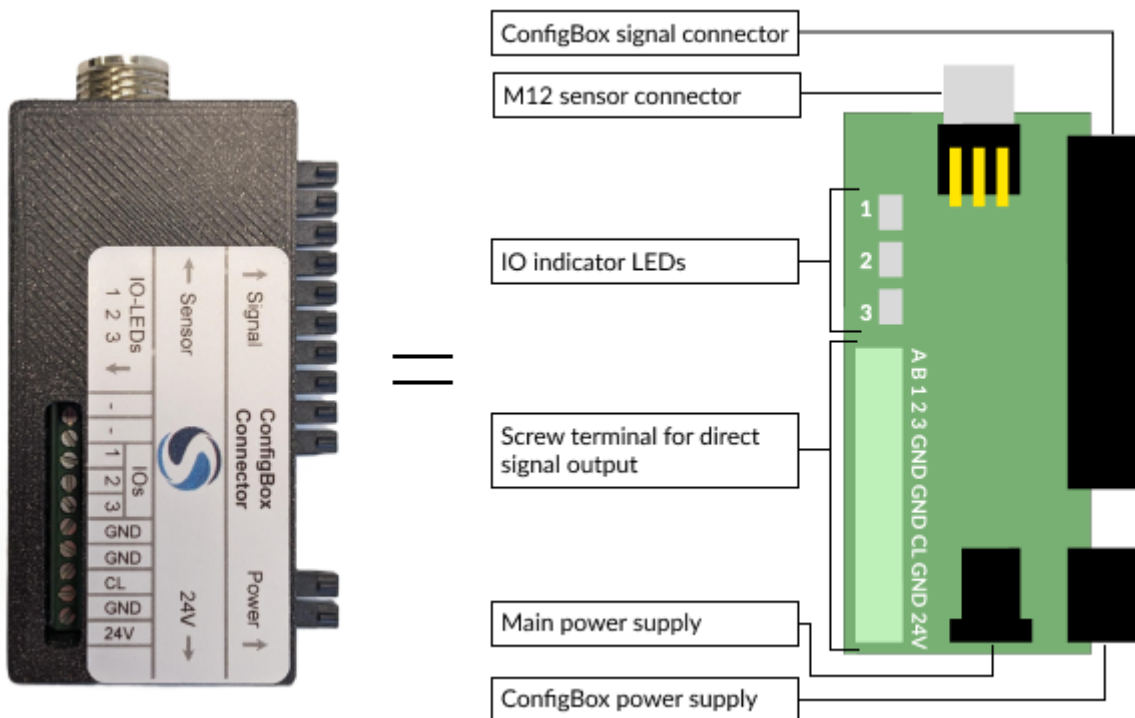 IO-LEDs
1 2 3
Sensor
Signal
-
-
1
2
3
IOs
GND
GND
CL
GND
24V
ConfigBox
Connector
24V
Power
=
ConfigBox signal connector
M12 sensor connector
IO indicator LEDs
Screw terminal for direct
signal output
Main power supply
ConfigBox power supply
1
2
3
A B 1 2 3 GND GND CL GND 24V